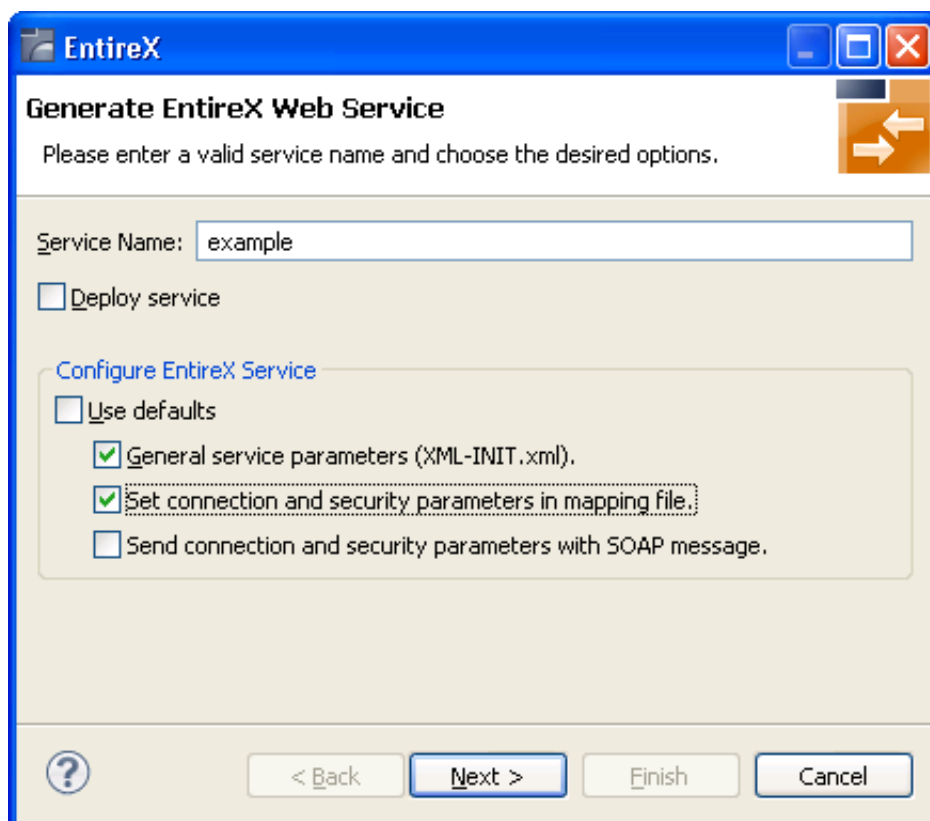 EntireX
Generate EntireX Web Service
Please enter a valid service name and choose the desired options.
Service Name: example
Deploy service
Configure EntireX Service
Use defaults
General service parameters (XML-INIT.xml).
Set connection and security parameters in mapping file.
Send connection and security parameters with SOAP message.
? < Back Next > Finish Cancel